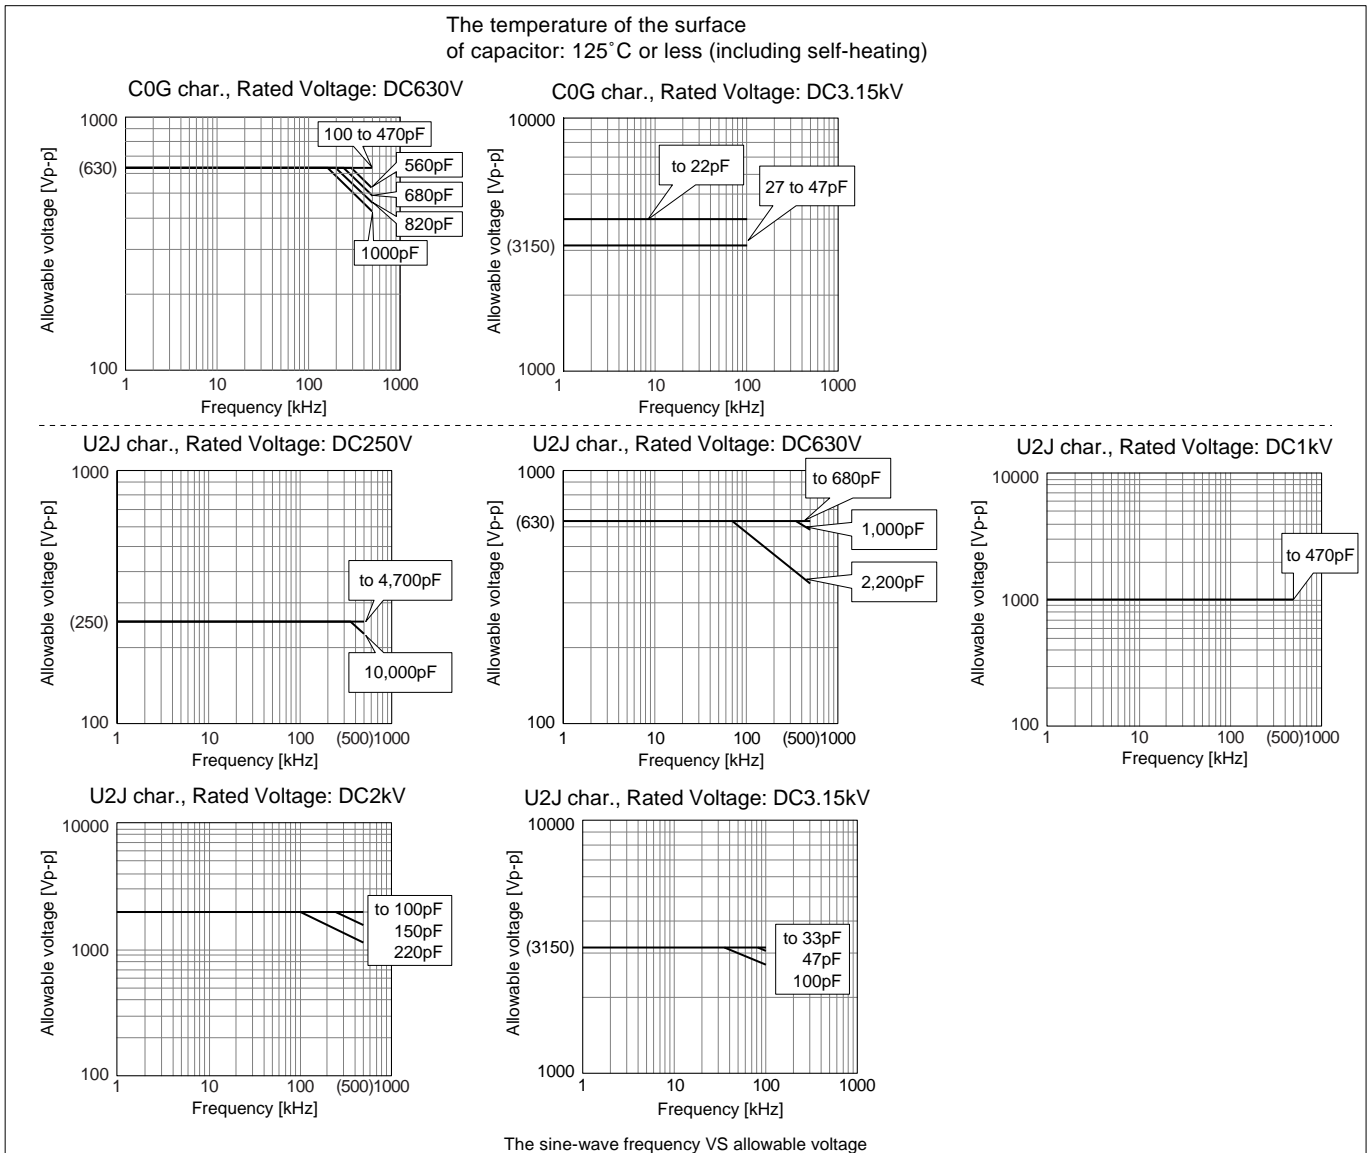 The temperature of the surface
of capacitor: 125˚C or less (including self-heating)
C0G char., Rated Voltage: DC630V
Allowable voltage [Vp-p]
1000
(630)
100
100 to 470pF
560pF
680pF
820pF
1000pF
1 10 100 1000
Frequency [kHz]
C0G char., Rated Voltage: DC3.15kV
Allowable voltage [Vp-p]
10000
(3150)
1000
to 22pF
27 to 47pF
1 10 100 1000
Frequency [kHz]
U2J char., Rated Voltage: DC250V
Allowable voltage [Vp-p]
1000
(250)
100
to 4,700pF
10,000pF
1 10 100 (500)1000
Frequency [kHz]
U2J char., Rated Voltage: DC630V
Allowable voltage [Vp-p]
1000
(630)
100
to 680pF
1,000pF
2,200pF
1 10 100 (500)1000
Frequency [kHz]
U2J char., Rated Voltage: DC1kV
Allowable voltage [Vp-p]
10000
1000
100
to 470pF
1 10 100 (500)1000
Frequency [kHz]
U2J char., Rated Voltage: DC2kV
Allowable voltage [Vp-p]
10000
1000
100
to 100pF
150pF
220pF
1 10 100 (500)1000
Frequency [kHz]
U2J char., Rated Voltage: DC3.15kV
Allowable voltage [Vp-p]
10000
(3150)
1000
to 33pF
47pF
100pF
1 10 100 1000
Frequency [kHz]
The sine-wave frequency VS allowable voltage